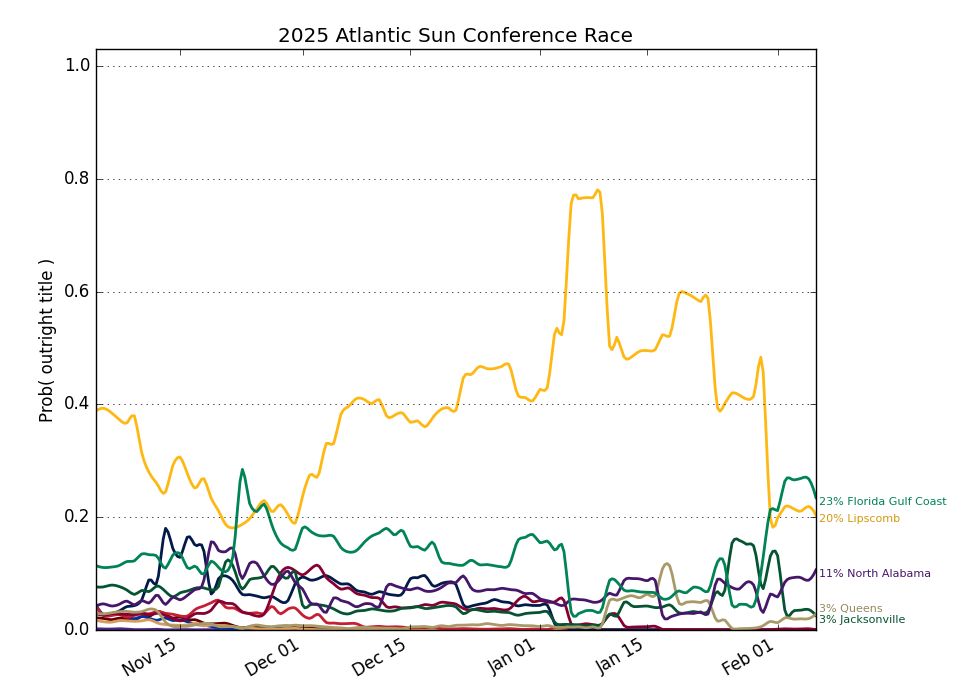 2025 Atlantic Sun Conference Race
Prob( outright title )
1.0
0.8
0.6
0.4
0.2
0.0
23% Florida Gulf Coast
20% Lipscomb
11% North Alabama
3% Queens
3% Jacksonville
Nov 15
Dec 01
Dec 15
Jan 01
Jan 15
Feb 01